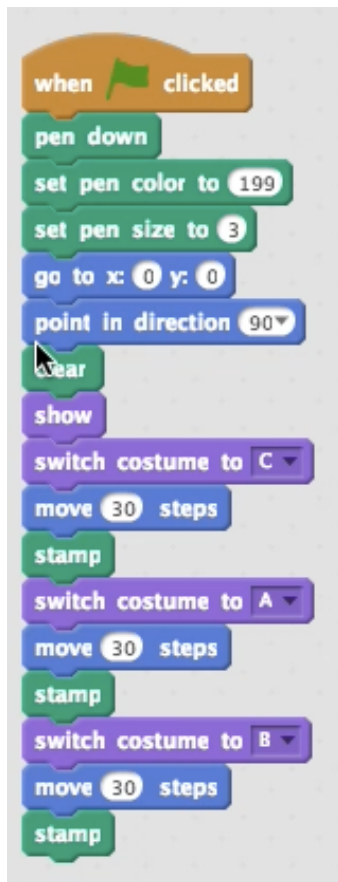 when clicked
pen down
set pen color to 199
set pen size to 3
go to x: 0 y: 0
point in direction 90
clear
show
switch costume to C
move 30 steps
stamp
switch costume to A
move 30 steps
stamp
switch costume to B
move 30 steps
stamp